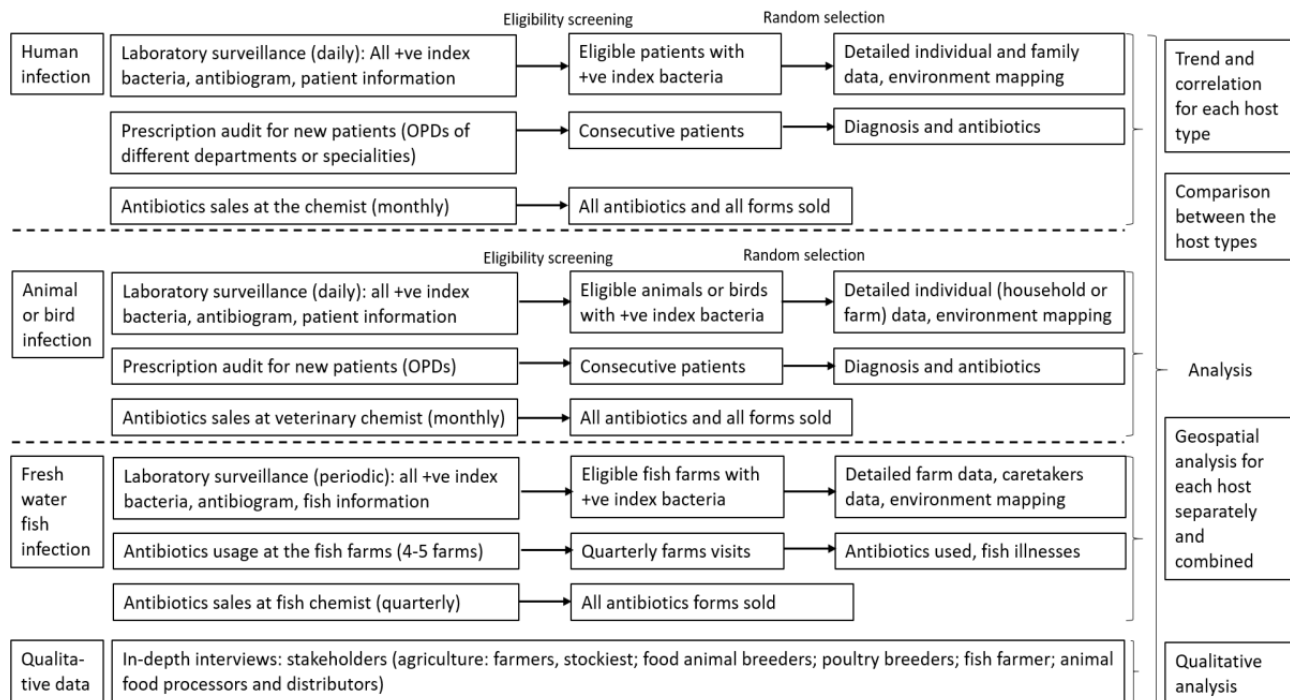 Eligibility screening
Random selection
Human
infection
Laboratory surveillance (daily): All +ve index
bacteria, antibiogram, patient information
Eligible patients with
+ve index bacteria
Detailed individual and family
data, environment mapping
Prescription audit for new patients (OPDs of
different departments or specialities)
Consecutive patients
Diagnosis and antibiotics
Antibiotics sales at the chemist (monthly)
All antibiotics and all forms sold
Eligibility screening
Random selection
Animal
or bird
infection
Laboratory surveillance (daily): all +ve index
bacteria, antibiogram, patient information
Eligible animals or birds
with +ve index bacteria
Detailed individual (household or
farm) data, environment mapping
Prescription audit for new patients (OPDs)
Consecutive patients
Diagnosis and antibiotics
Antibiotics sales at veterinary chemist (monthly)
All antibiotics and all forms sold
Fresh
water
fish
infection
Laboratory surveillance (periodic): all +ve index
bacteria, antibiogram, fish information
Eligible fish farms with
+ve index bacteria
Detailed farm data, caretakers
data, environment mapping
Antibiotics usage at the fish farms (4-5 farms)
Quarterly farms visits
Antibiotics used, fish illnesses
Antibiotics sales at fish chemist (quarterly)
All antibiotics forms sold
Qualita-
tive data
In-depth interviews: stakeholders (agriculture: farmers, stockiest; food animal breeders; poultry breeders; fish farmer; animal
food processors and distributors)
Trend and
correlation
for each host
type
Comparison
between the
host types
Analysis
Geospatial
analysis for
each host
separately
and
combined
Qualitative
analysis